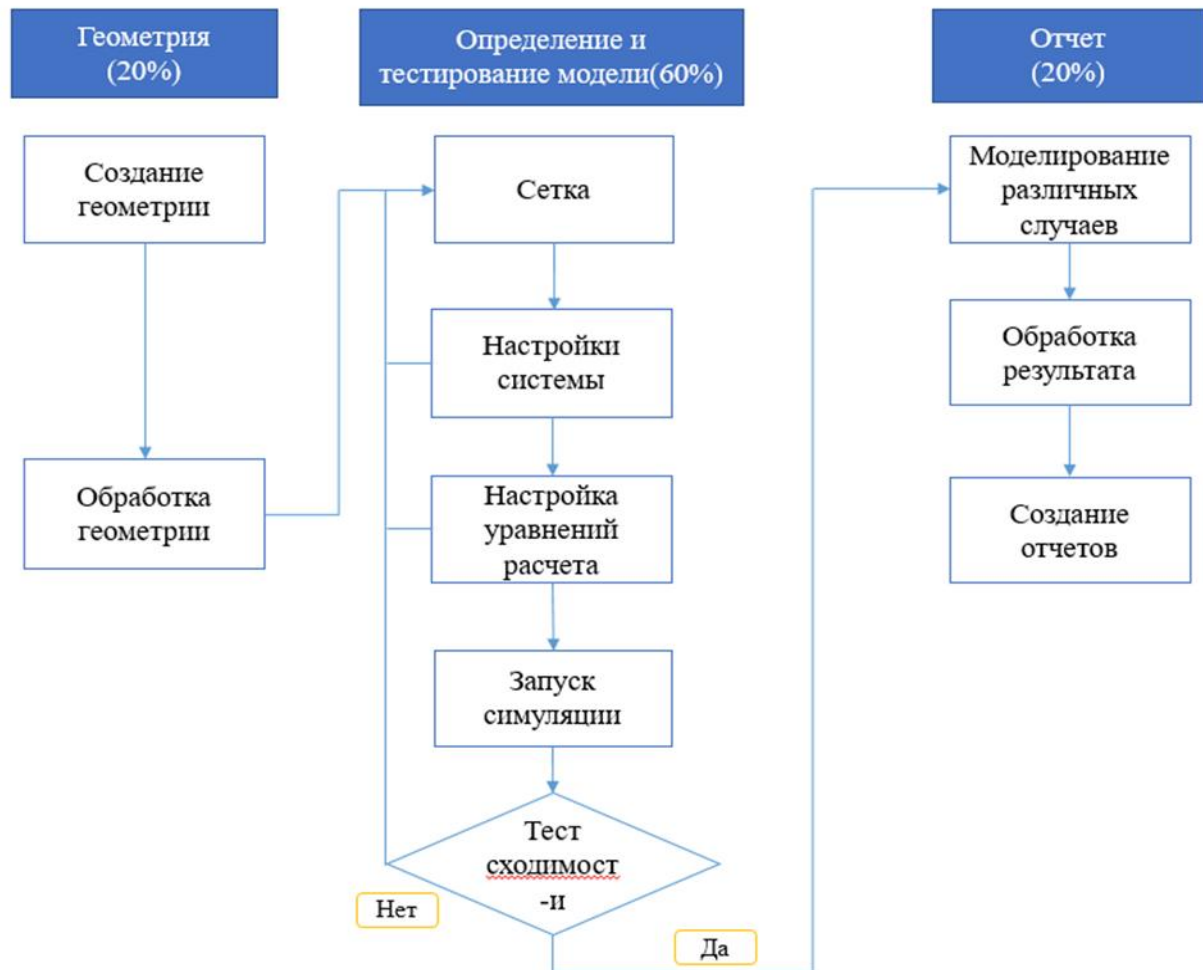 Геометрия
(20%)
Создание
геометрии
Обработка
геометрии
Определение и
тестирование модели(60%)
Сетка
Настройки
системы
Настройка
уравнений
расчета
Запуск
симуляции
Тест
сходимост
-и
Нет
Да
Отчет
(20%)
Моделирование
различных
случаев
Обработка
результата
Создание
отчетов